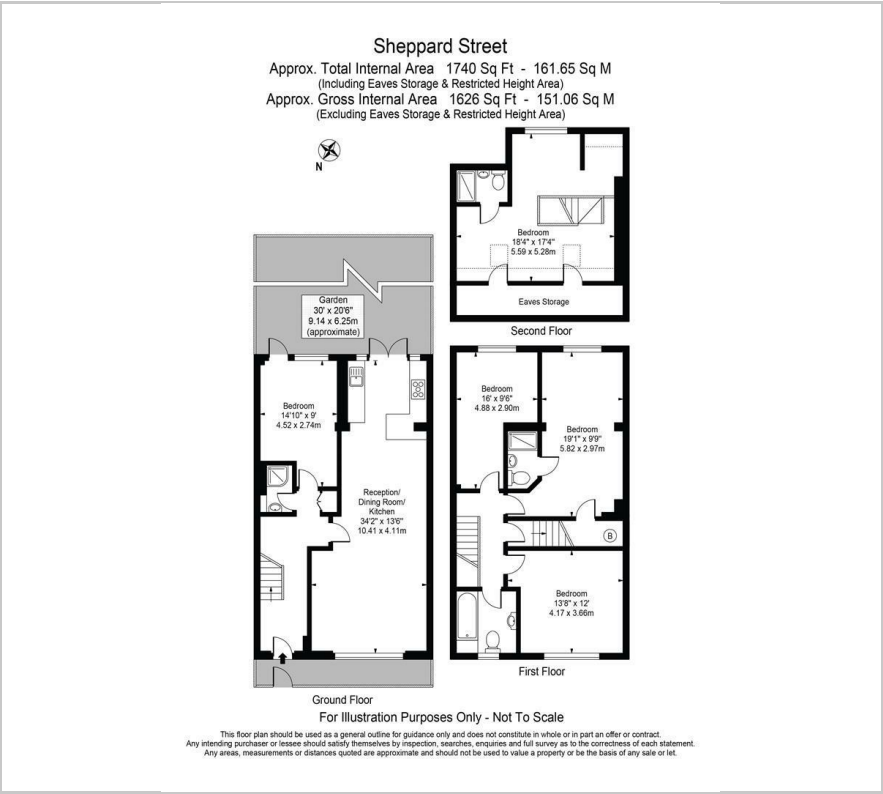 Sheppard Street
Approx. Total Internal Area 1740 Sq Ft - 161.65 Sq M
(Including Eaves Storage & Restricted Height Area)
Approx. Gross Internal Area 1626 Sq Ft - 151.06 Sq M
(Excluding Eaves Storage & Restricted Height Area)
N
Bedroom
18'4" x 17'4"
5.59 x 5.28m
Eaves Storage
Second Floor
Garden
30' x 20'6"
9.14 x 6.25m
(approximate)
Bedroom
14'10" x 9'
4.52 x 2.74m
Reception/
Dining Room/
Kitchen
34'2" x 13'6"
10.41 x 4.11m
Ground Floor
Bedroom
16' x 9'6"
4.88 x 2.90m
Bedroom
19'1" x 9'9"
5.82 x 2.97m
B
Bedroom
13'8" x 12'
4.17 x 3.66m
First Floor
For Illustration Purposes Only - Not To Scale
This floor plan should be used as a general outline for guidance only and does not constitute in whole or in part an offer or contract.
Any intending purchaser or lessee should satisfy themselves by inspection, searches, enquiries and full survey as to the correctness of each statement.
Any areas, measurements or distances quoted are approximate and should not be used to value a property or be the basis of any sale or let.